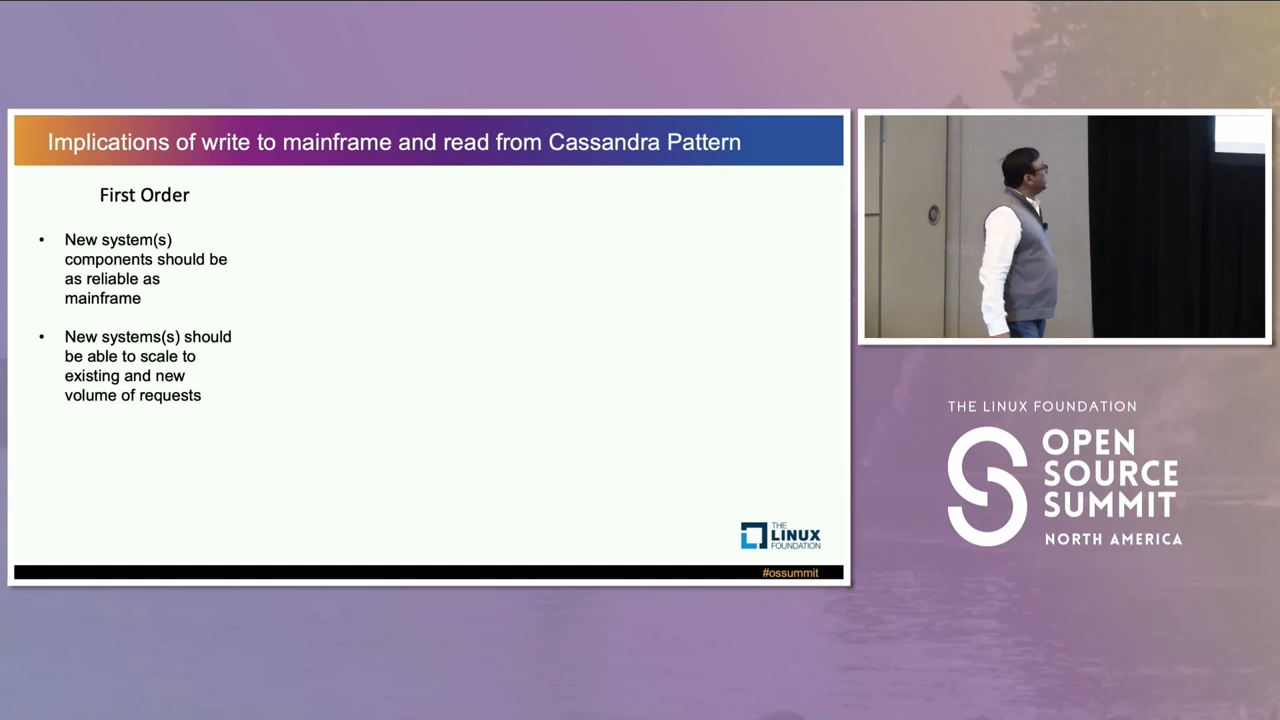 Implications of write to mainframe and read from Cassandra Pattern
First Order
• New system(s)
components should be
as reliable as
mainframe
• New systems(s) should
be able to scale to
existing and new
volume of requests
THE
LINUX
FOUNDATION
#ossummit
THE LINUX FOUNDATION
OPEN
SOURCE
SUMMIT
NORTH AMERICA